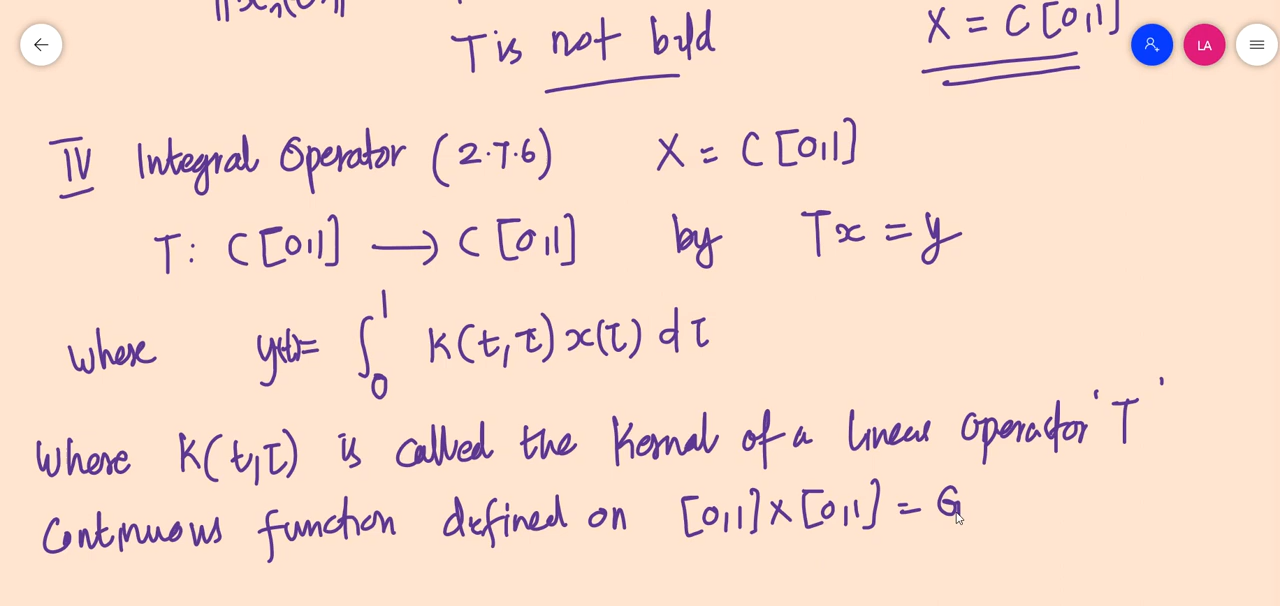 T is not bdd
X = C[0,1]
LA
IV Integral Operator (2.7.6) X = C[0,1]
T: C[0,1] → C[0,1] by Tx = y
where y(t) = ∫₀¹ K(t,τ) x(τ) dτ
Where K(t,τ) is called the Kernal of a linear operator 'T'
Continuous function defined on [0,1] × [0,1] = G